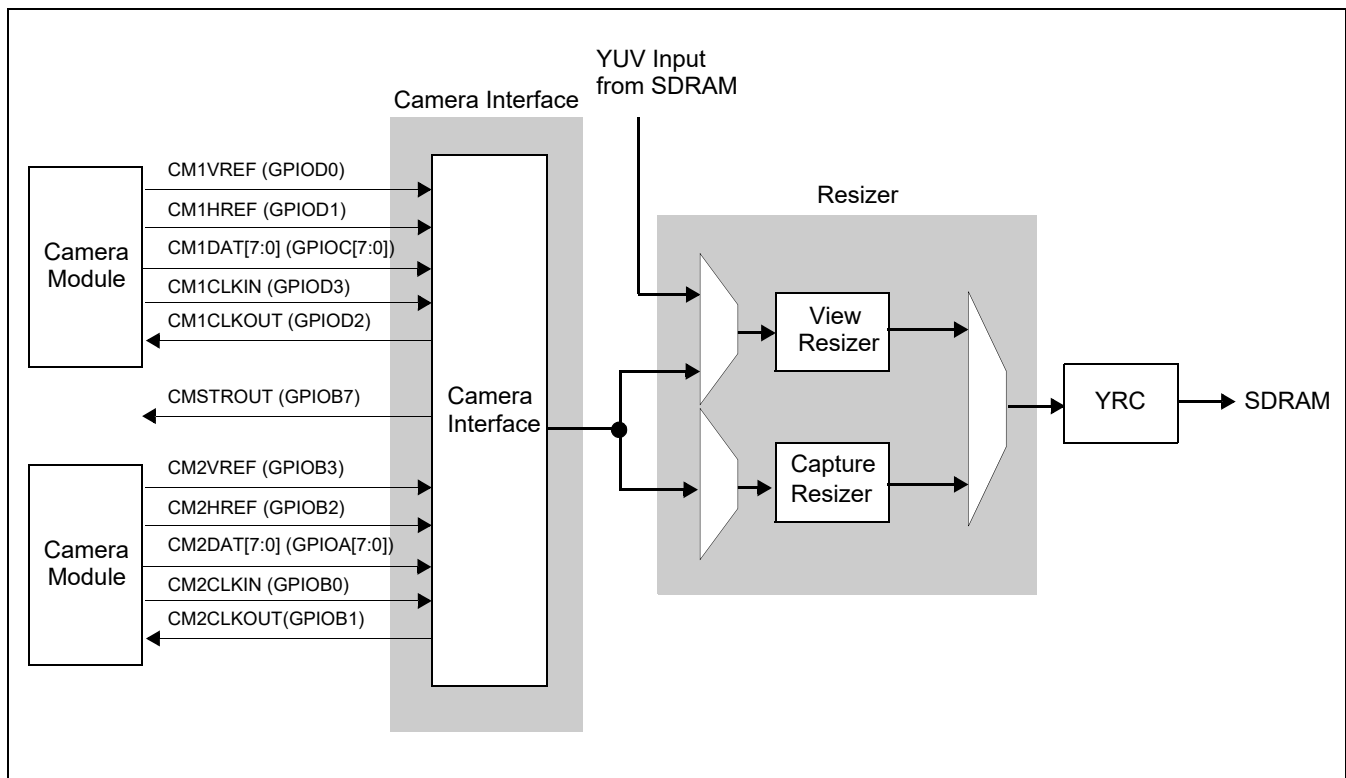 YUV Input
from SDRAM
Camera Interface
CM1VREF (GPIOD0)
CM1HREF (GPIOD1)
CM1DAT[7:0] (GPIOC[7:0])
CM1CLKIN (GPIOD3)
CM1CLKOUT (GPIOD2)
Camera
Module
CMSTROUT (GPIOB7)
Camera
Interface
CM2VREF (GPIOB3)
CM2HREF (GPIOB2)
CM2DAT[7:0] (GPIOA[7:0])
CM2CLKIN (GPIOB0)
CM2CLKOUT(GPIOB1)
Camera
Module
Resizer
View
Resizer
Capture
Resizer
YRC
SDRAM